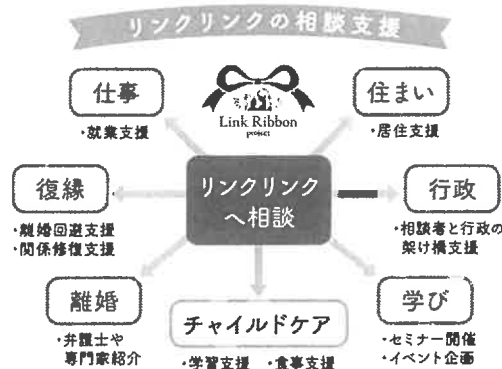 リンクリンクの相談支援
仕事
・就業支援
Link Ribbon
project
住まい
・居住支援
復縁
・離婚回避支援
・関係修復支援
リンクリンク
へ相談
行政
・相談者と行政の
架け橋支援
離婚
・弁護士や
専門家紹介
チャイルドケア
・学習支援 ・食事支援
学び
・セミナー開催
・イベント企画